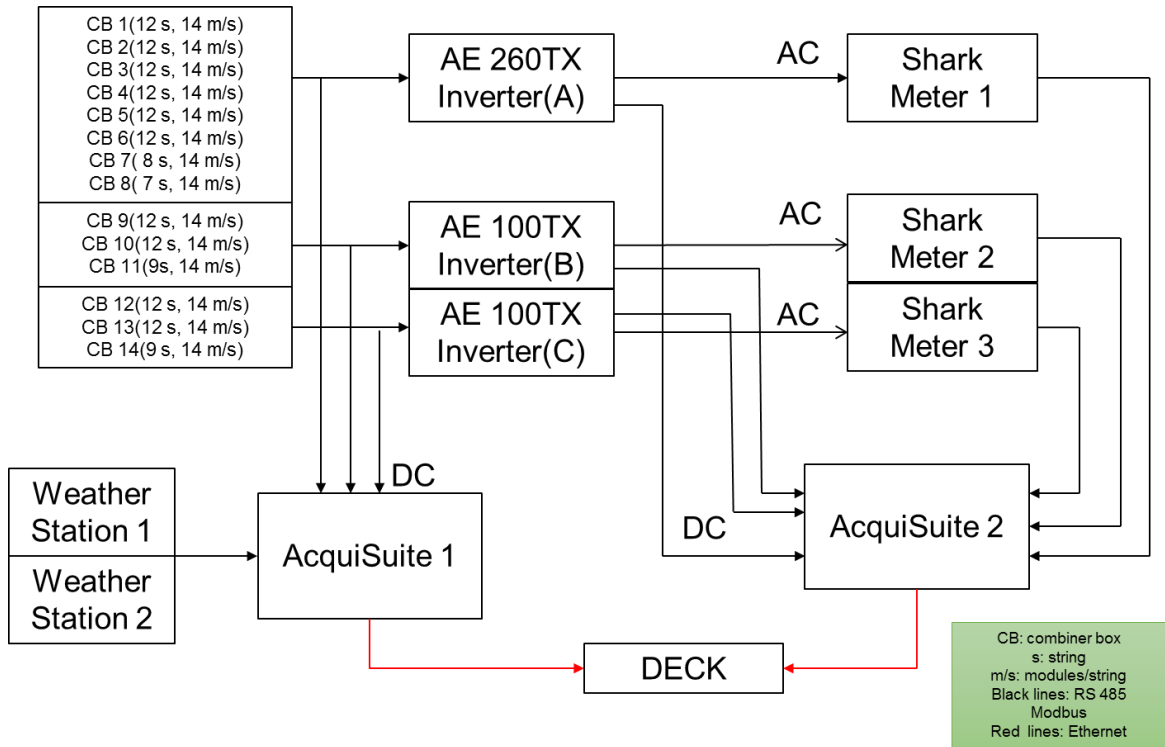 CB 1(12 s, 14 m/s)
CB 2(12 s, 14 m/s)
CB 3(12 s, 14 m/s)
CB 4(12 s, 14 m/s)
CB 5(12 s, 14 m/s)
CB 6(12 s, 14 m/s)
CB 7( 8 s, 14 m/s)
CB 8( 7 s, 14 m/s)
CB 9(12 s, 14 m/s)
CB 10(12 s, 14 m/s)
CB 11(9s, 14 m/s)
CB 12(12 s, 14 m/s)
CB 13(12 s, 14 m/s)
CB 14(9 s, 14 m/s)
AE 260TX
Inverter(A)
AC
Shark
Meter 1
AE 100TX
Inverter(B)
AC
Shark
Meter 2
AE 100TX
Inverter(C)
AC
Shark
Meter 3
Weather
Station 1
Weather
Station 2
DC
AcquiSuite 1
DC
AcquiSuite 2
DECK
CB: combiner box
s: string
m/s: modules/string
Black lines: RS 485
Modbus
Red lines: Ethernet